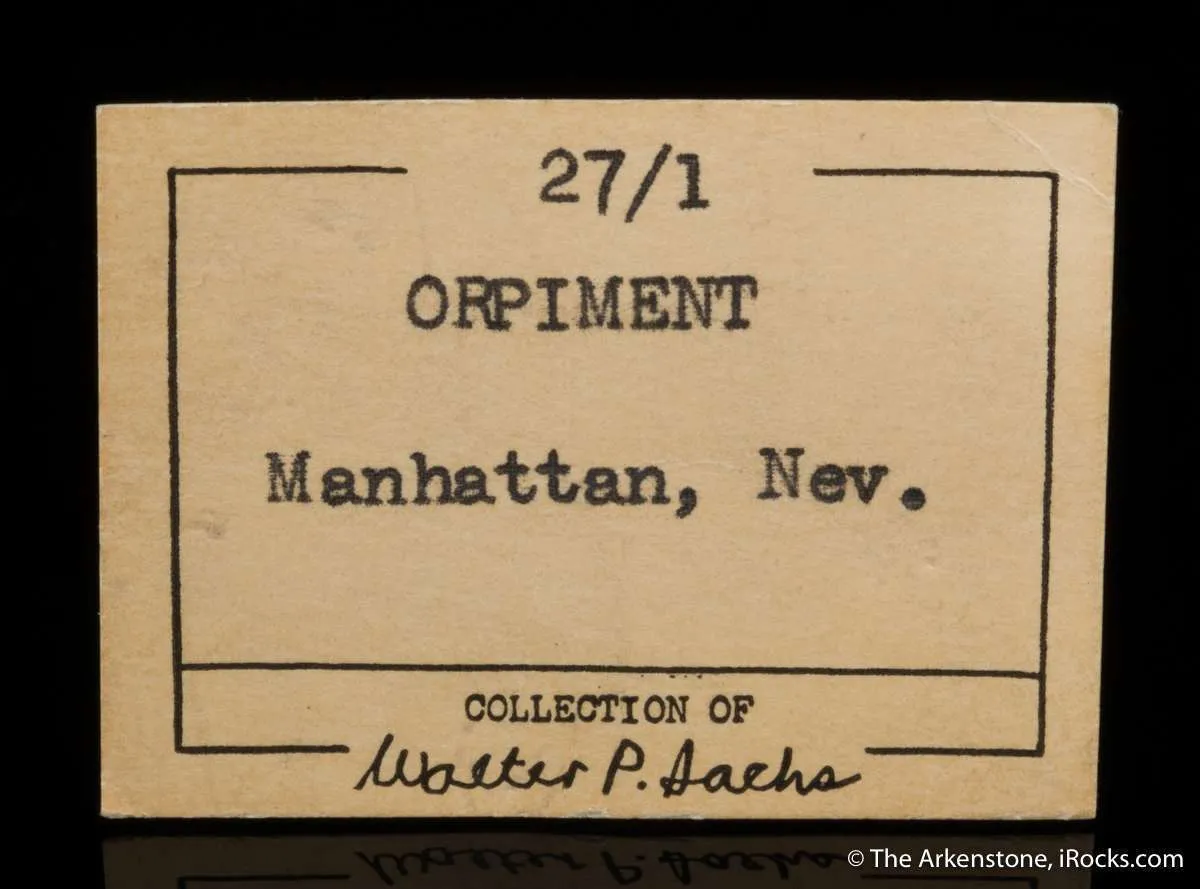 27/1
ORPIMENT
Manhattan, Nev.
COLLECTION OF
Walter P. Sachs
© The Arkenstone, iRocks.com